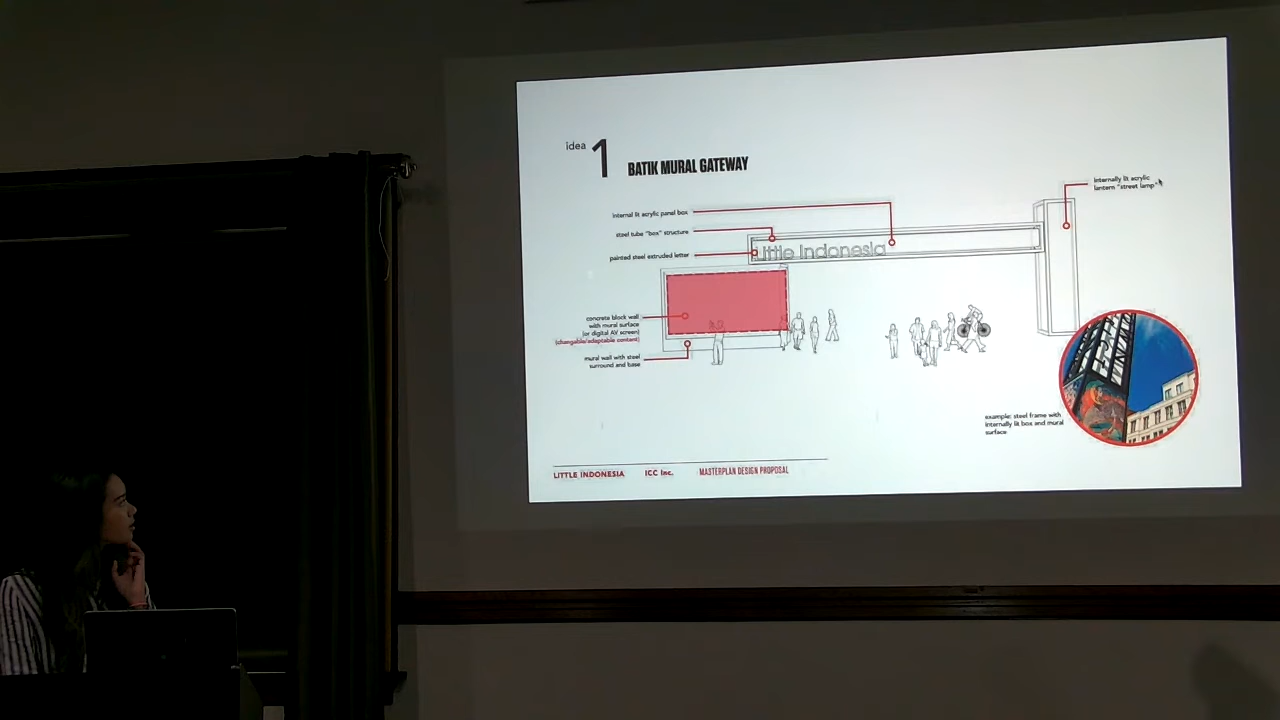 idea 1
BATIK MURAL GATEWAY
internally lit acrylic
lantern "street lamp"
internal lit acrylic panel box
steel tube "box" structure
painted steel extruded letter
Little Indonesia
concrete block wall
with mural surface
(or digital AV screen)
(changable/adaptable content)
mural wall with steel
surround and base
example: steel frame with
internally lit box and mural
surface
LITTLE INDONESIA ICC Inc. MASTERPLAN DESIGN PROPOSAL